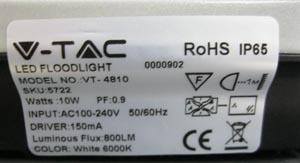 V-TAC
RoHS IP65
LED FLOODLIGHT
0000902
MODEL NO.: VT- 4810
SKU:5722
Watts :10W PF:0.9
INPUT:AC100-240V 50/60Hz
DRIVER:150mA
Luminous Flux:800LM
COLOR: White 6000K
F
1m